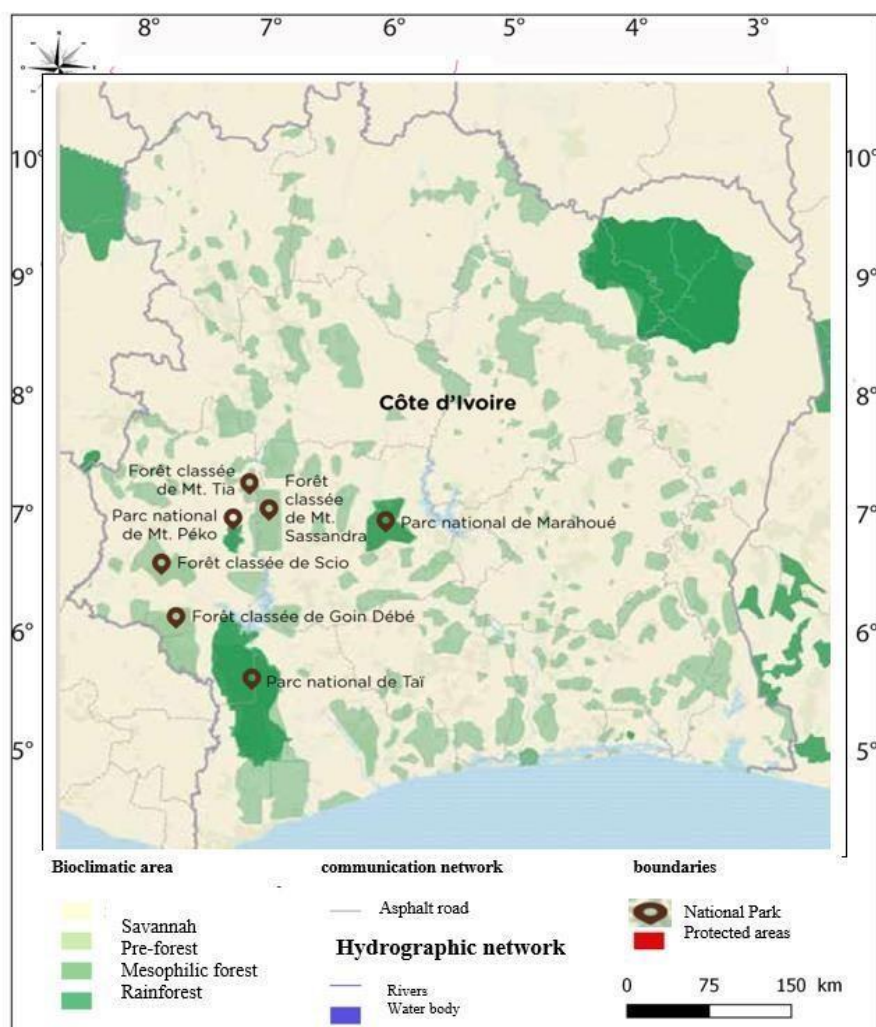 8° 7° 6° 5° 4° 3°
10° 10°
9° 9°
8° 8°
Côte d'Ivoire
Forêt classée
de Mt. Tia
Forêt
classée
de Mt.
Sassandra
7° 7°
Parc national
de Mt. Péko
Parc national de Marahoué
Forêt classée de Scio
Forêt classée de Goin Débé
6° 6°
Parc national de Taï
5° 5°
Bioclimatic area
Savannah
Pre-forest
Mesophilic forest
Rainforest
communication network
Asphalt road
Hydrographic network
Rivers
Water body
boundaries
National Park
Protected areas
0 75 150 km